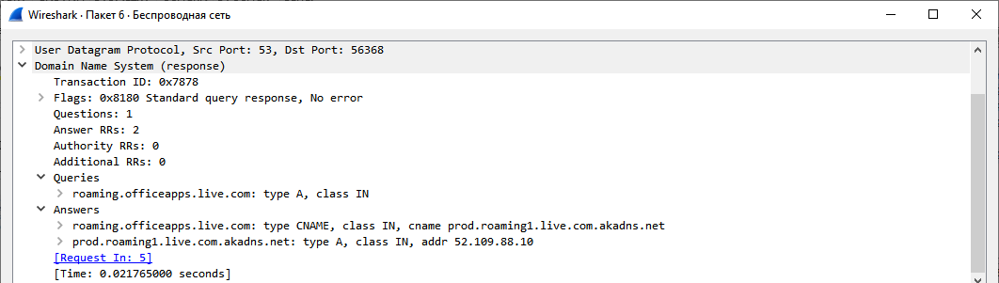 Wireshark · Пакет 6 · Беспроводная сеть
User Datagram Protocol, Src Port: 53, Dst Port: 56368
Domain Name System (response)
Transaction ID: 0x7878
Flags: 0x8180 Standard query response, No error
Questions: 1
Answer RRs: 2
Authority RRs: 0
Additional RRs: 0
Queries
roaming.officeapps.live.com: type A, class IN
Answers
roaming.officeapps.live.com: type CNAME, class IN, cname prod.roaming1.live.com.akadns.net
prod.roaming1.live.com.akadns.net: type A, class IN, addr 52.109.88.10
[Request In: 5]
[Time: 0.021765000 seconds]